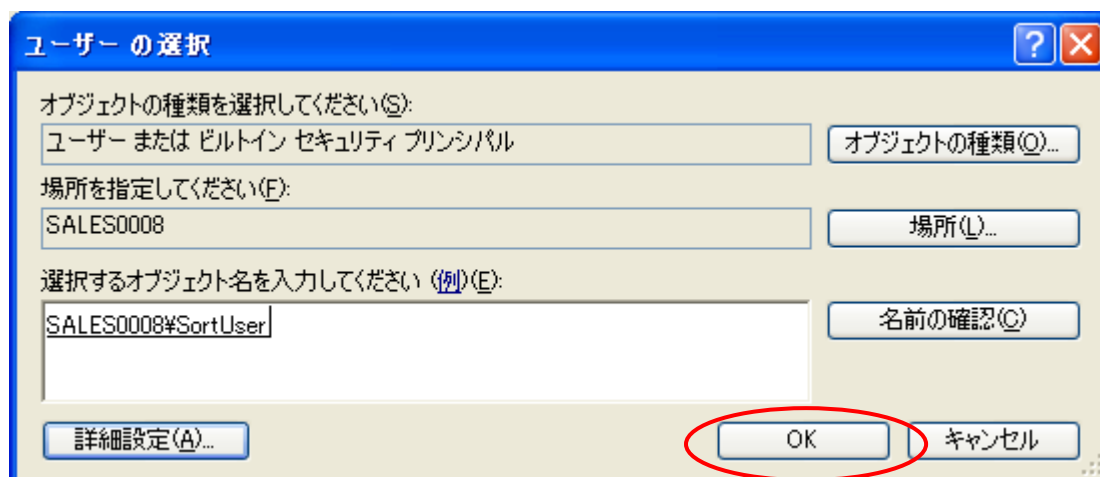 ユーザー の選択
オブジェクトの種類を選択してください(S):
ユーザー または ビルトイン セキュリティ プリンシパル
オブジェクトの種類(O)...
場所を指定してください(F):
SALES0008
場所(L)...
選択するオブジェクト名を入力してください (例)(E):
SALES0008¥SortUser
名前の確認(C)
詳細設定(A)...
OK
キャンセル